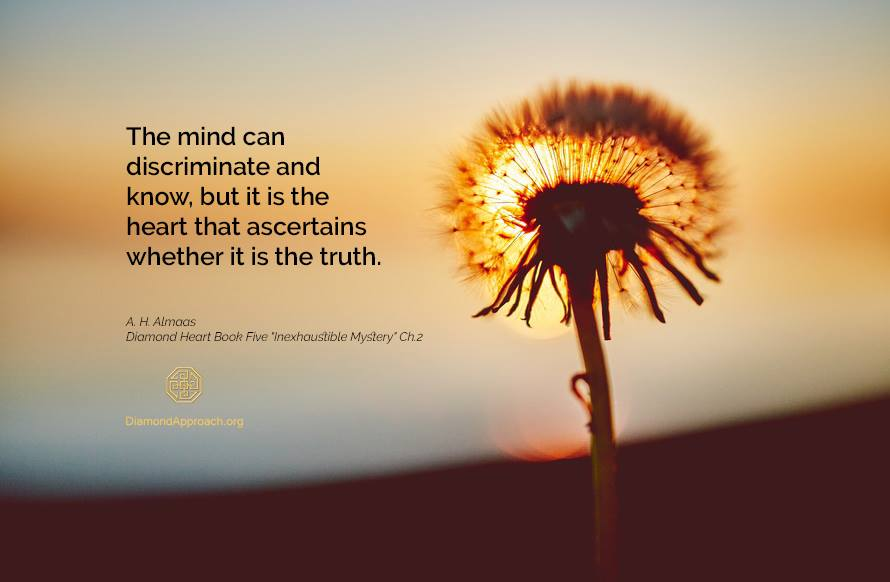 The mind can
discriminate and
know, but it is the
heart that ascertains
whether it is the truth.
A. H. Almaas
Diamond Heart Book Five "Inexhaustible Mystery" Ch.2
DiamondApproach.org